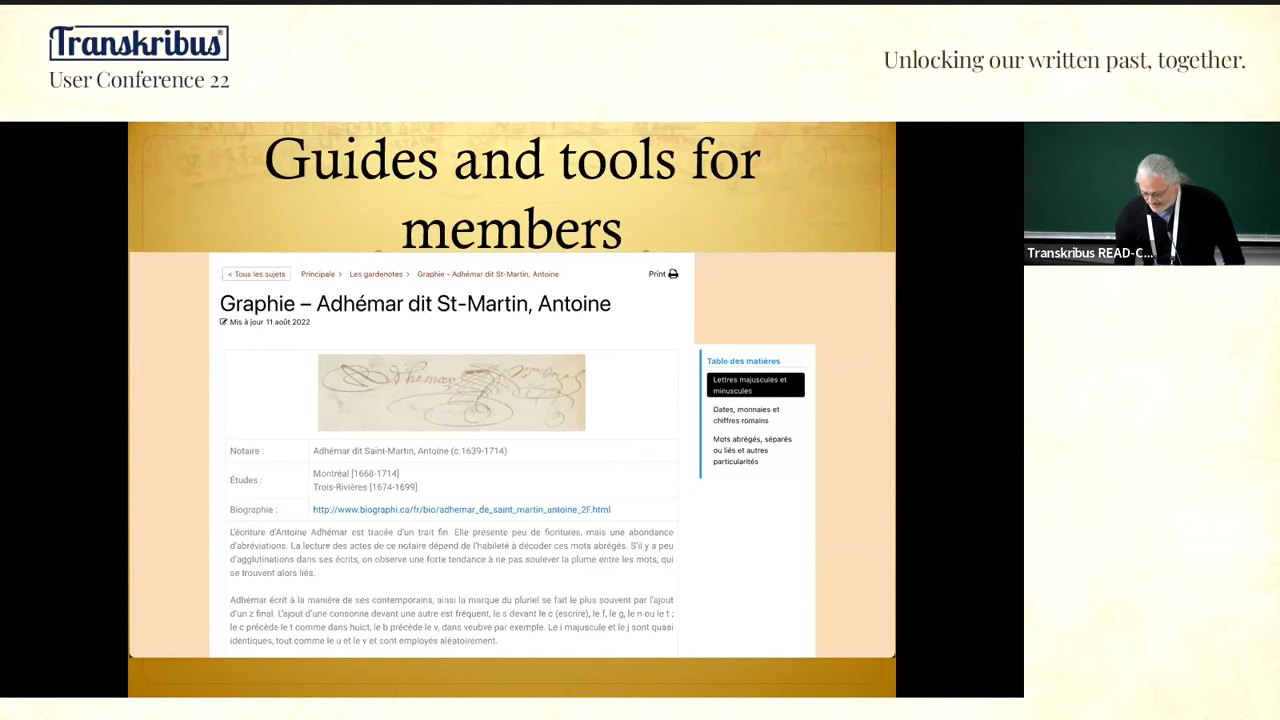 Transkribus®
User Conference 22
Unlocking our written past, together.
Guides and tools for
members
< Tous les sujets Principale > Les gardenotes > Graphie - Adhémar dit St-Martin, Antoine Print
Graphie – Adhémar dit St-Martin, Antoine
Mis à jour 11 août 2022
Adhemar
Notaire : Adhémar dit Saint-Martin, Antoine (c.1639-1714)
Études : Montréal [1668-1714]
Trois-Rivières [1674-1699]
Biographie : http://www.biographi.ca/fr/bio/adhemar_de_saint_martin_antoine_2F.html
L'écriture d'Antoine Adhémar est tracée d'un trait fin. Elle présente peu de fioritures, mais une abondance
d'abréviations. La lecture des actes de ce notaire dépend de l'habileté à décoder ces mots abrégés. S'il y a peu
d'agglutinations dans ses écrits, on observe une forte tendance à ne pas soulever la plume entre les mots, qui
se trouvent alors liés.
Adhémar écrit à la manière de ses contemporains, ainsi la marque du pluriel se fait le plus souvent par l'ajout
d'un z final. L'ajout d'une consonne devant une autre est fréquent, le s devant le c (escrire), le f, le g, le n ou le t ;
le c précède le t comme dans huict, le b précède le v, dans veubve par exemple. Le i majuscule et le j sont quasi
identiques, tout comme le u et le v et sont employés aléatoirement.
Table des matières
Lettres majuscules et
minuscules
Dates, monnaies et
chiffres romains
Mots abrégés, séparés
ou liés et autres
particularités
Transkribus READ-C...